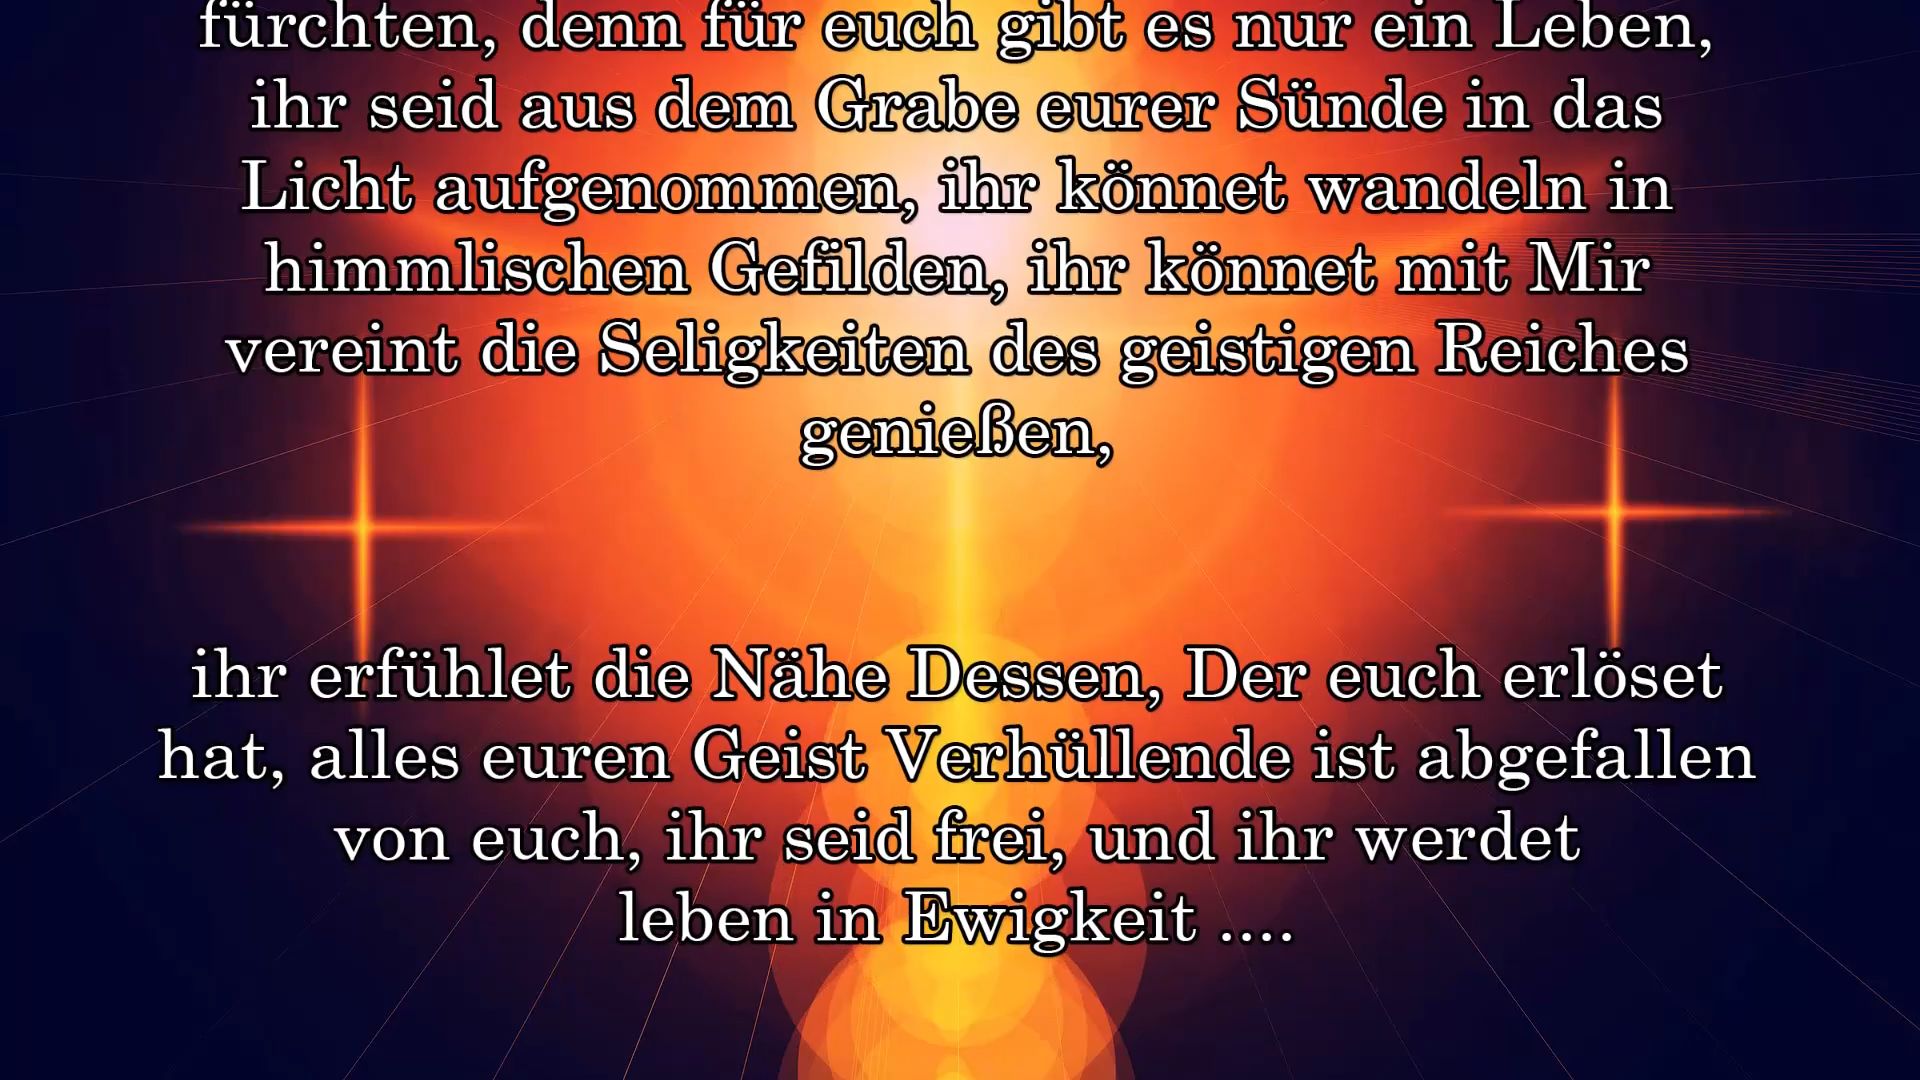 fürchten, denn für euch gibt es nur ein Leben,
ihr seid aus dem Grabe eurer Sünde in das
Licht aufgenommen, ihr könnet wandeln in
himmlischen Gefilden, ihr könnet mit Mir
vereint die Seligkeiten des geistigen Reiches
genießen,
ihr erfühlet die Nähe Dessen, Der euch erlöset
hat, alles euren Geist Verhüllende ist abgefallen
von euch, ihr seid frei, und ihr werdet
leben in Ewigkeit ....